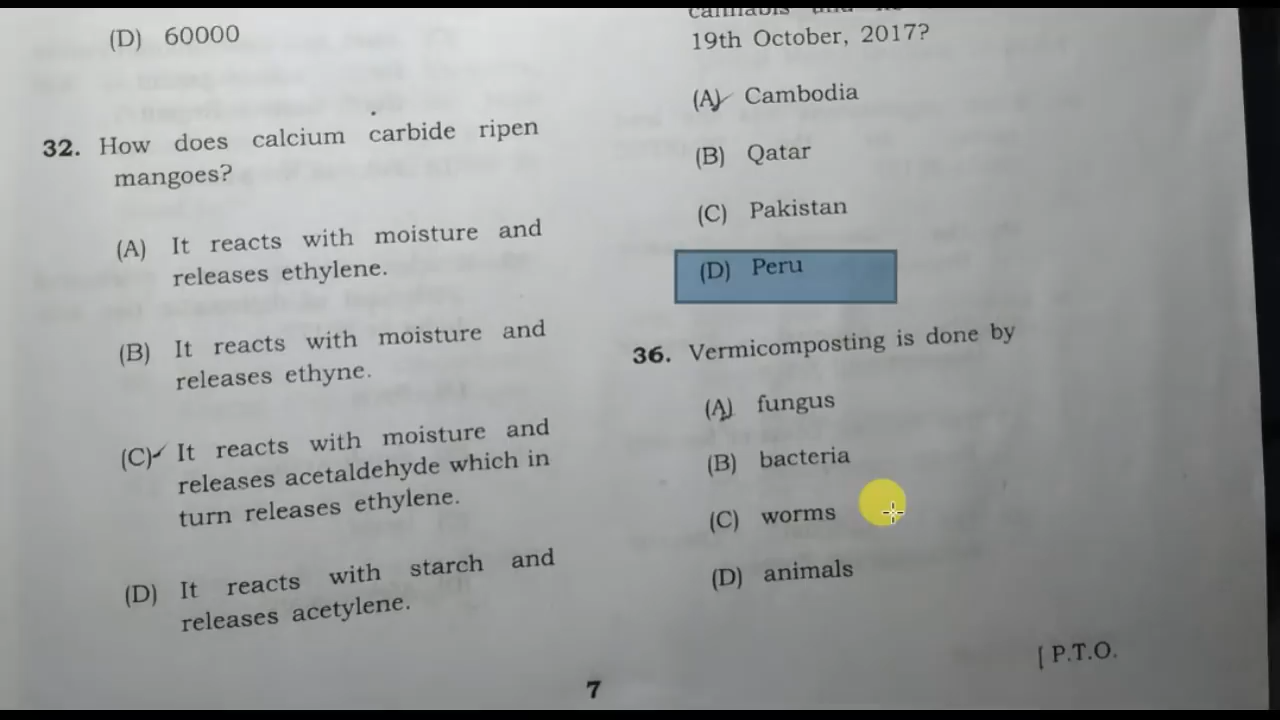 (D) 60000
32. How does calcium carbide ripen
mangoes?
(A) It reacts with moisture and
releases ethylene.
(B) It reacts with moisture and
releases ethyne.
(C) It reacts with moisture and
releases acetaldehyde which in
turn releases ethylene.
(D) It reacts with starch and
releases acetylene.
19th October, 2017?
(A) Cambodia
(B) Qatar
(C) Pakistan
(D) Peru
36. Vermicomposting is done by
(A) fungus
(B) bacteria
(C) worms
(D) animals
[ P.T.O.
7